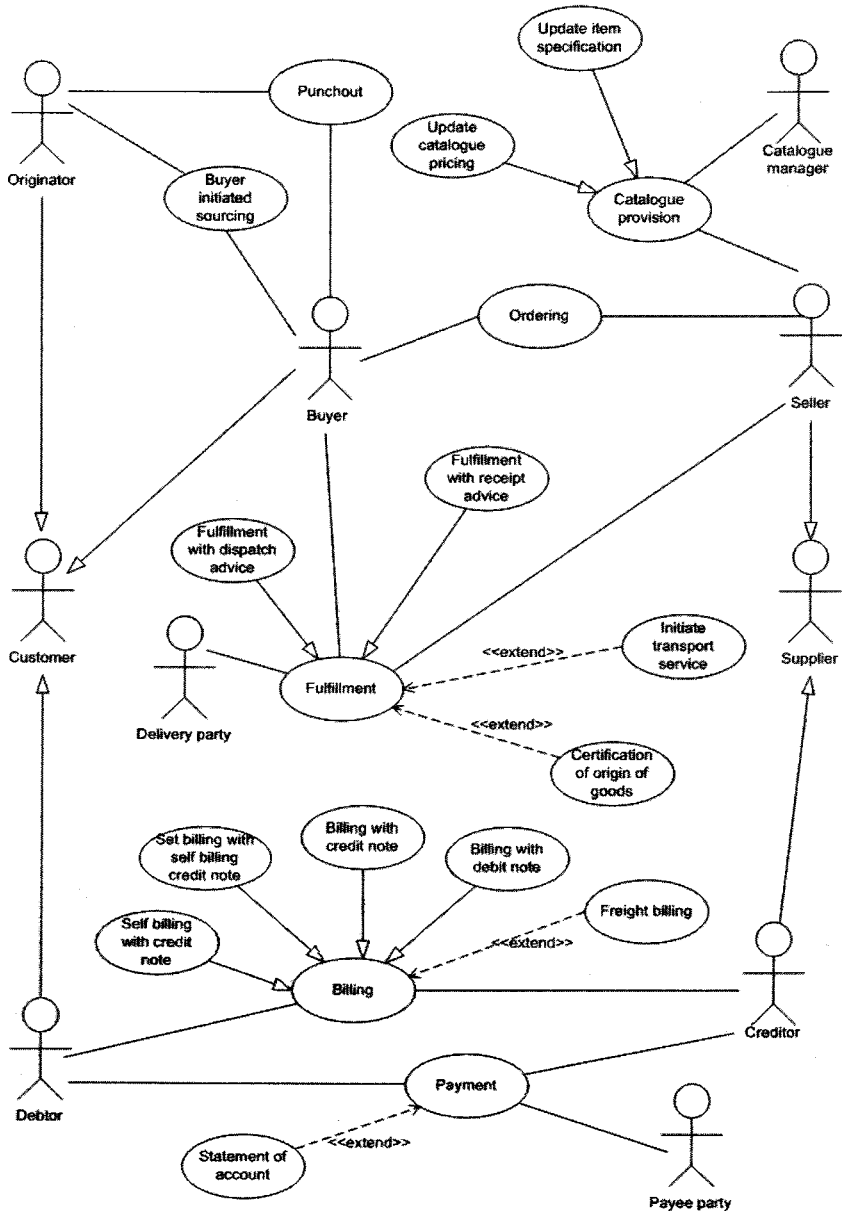 Update item
specification
Punchout
Update
catalogue
pricing
Catalogue
manager
Originator
Buyer
initiated
sourcing
Catalogue
provision
Ordering
Buyer
Seller
Fulfillment
with receipt
advice
Fulfillment
with dispatch
advice
Customer
<<extend>>
Initiate
transport
service
Supplier
Fulfillment
Delivery party
<<extend>>
Certification
of origin of
goods
Set billing with
self billing
credit note
Billing with
credit note
Billing with
debit note
Freight billing
Self billing
with credit
note
<<extend>>
Billing
Creditor
Debtor
Payment
<<extend>>
Statement of
account
Payee party